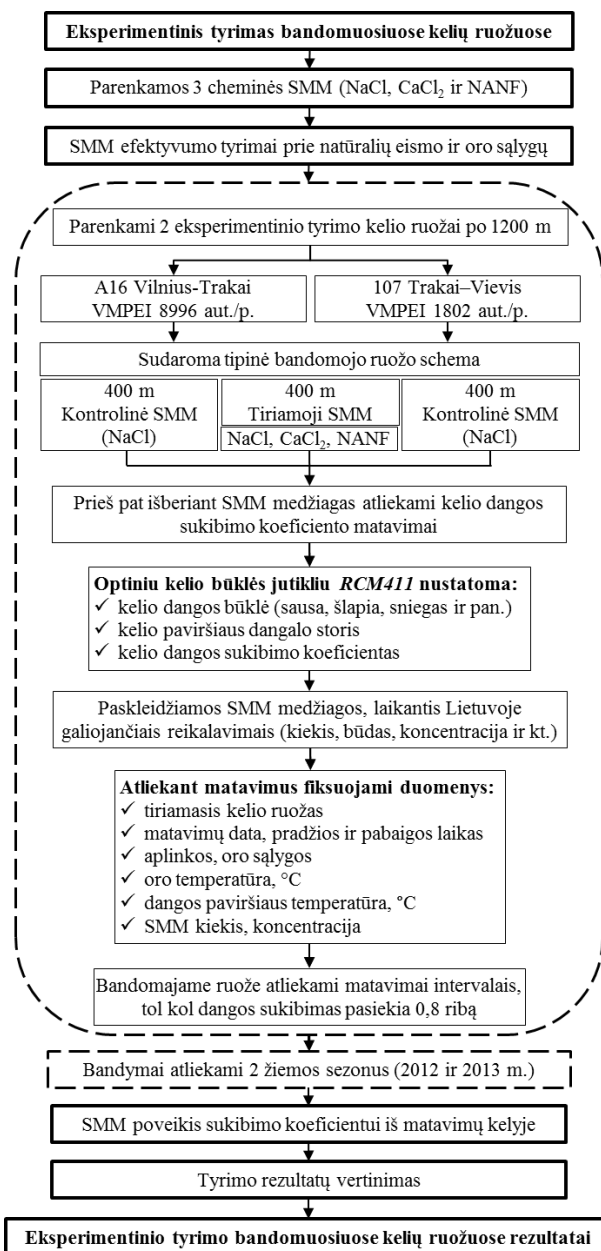 Eksperimentinis tyrimas bandomuosiuose kelių ruožuose
Parenkamos 3 cheminės SMM (NaCl, CaCl₂ ir NANF)
SMM efektyvumo tyrimai prie natūralių eismo ir oro sąlygų
Parenkami 2 eksperimentinio tyrimo kelio ruožai po 1200 m
A16 Vilnius-Trakai
VMPEI 8996 aut./p.
107 Trakai–Vievis
VMPEI 1802 aut./p.
Sudaroma tipinė bandomojo ruožo schema
400 m
Kontrolinė SMM
(NaCl)
400 m
Tiriamoji SMM
NaCl, CaCl₂, NANF
400 m
Kontrolinė SMM
(NaCl)
Prieš pat išberiant SMM medžiagas atliekami kelio dangos
sukibimo koeficiento matavimai
Optiniu kelio būklės jutikliu RCM411 nustatoma:
✓ kelio dangos būklė (sausa, šlapia, sniegas ir pan.)
✓ kelio paviršiaus dangalo storis
✓ kelio dangos sukibimo koeficientas
Paskleidžiamos SMM medžiagos, laikantis Lietuvoje
galiojančiais reikalavimais (kiekis, būdas, koncentracija ir kt.)
Atliekant matavimus fiksuojami duomenys:
✓ tiriamasis kelio ruožas
✓ matavimų data, pradžios ir pabaigos laikas
✓ aplinkos, oro sąlygos
✓ oro temperatūra, °C
✓ dangos paviršiaus temperatūra, °C
✓ SMM kiekis, koncentracija
Bandomajame ruože atliekami matavimai intervalais,
tol kol dangos sukibimas pasiekia 0,8 ribą
Bandymai atliekami 2 žiemos sezonus (2012 ir 2013 m.)
SMM poveikis sukibimo koeficientui iš matavimų kelyje
Tyrimo rezultatų vertinimas
Eksperimentinio tyrimo bandomuosiuose kelių ruožuose rezultatai